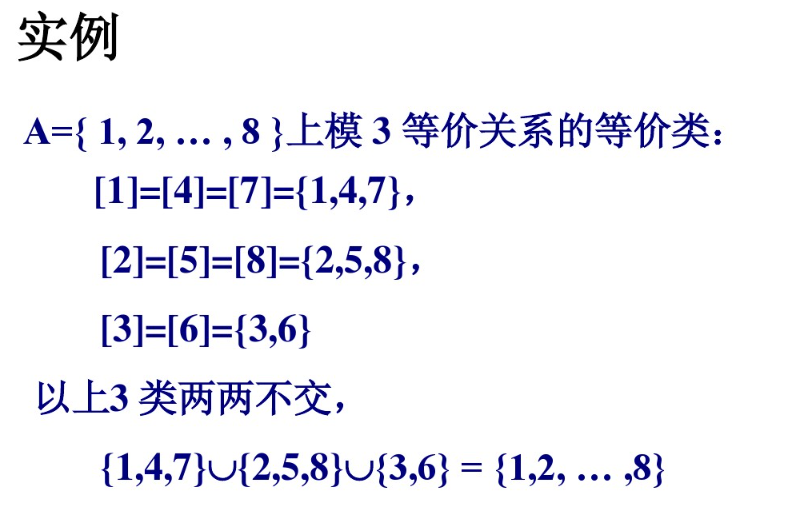 实例
A={ 1, 2, … , 8 }上模 3 等价关系的等价类：
[1]=[4]=[7]={1,4,7}，
[2]=[5]=[8]={2,5,8}，
[3]=[6]={3,6}
以上3 类两两不交，
{1,4,7}∪{2,5,8}∪{3,6} = {1,2, … ,8}